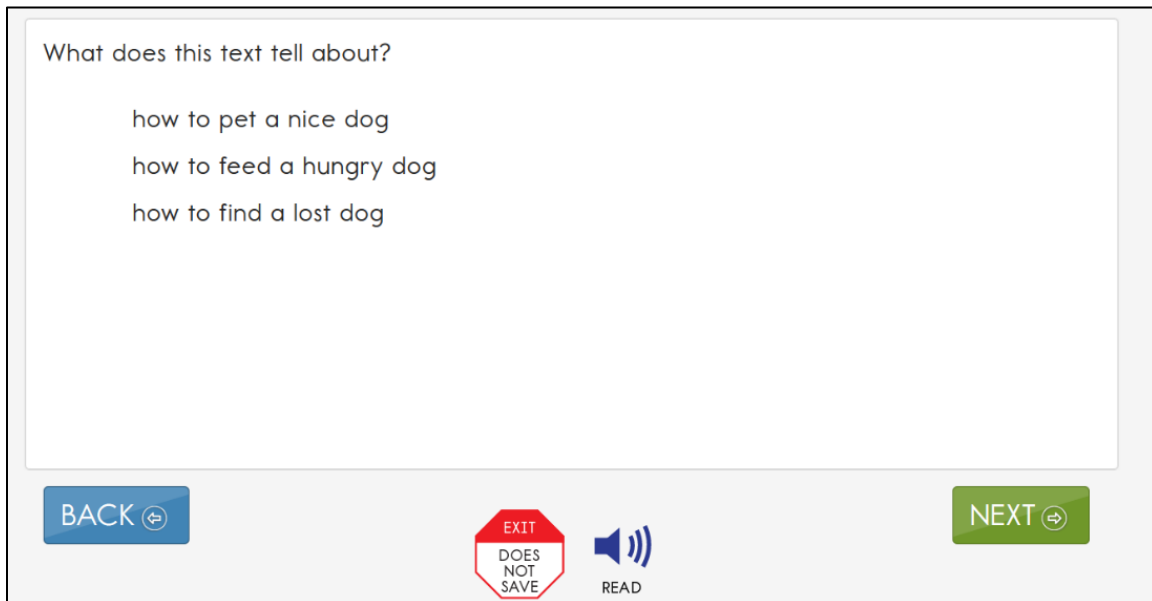 What does this text tell about?
how to pet a nice dog
how to feed a hungry dog
how to find a lost dog
BACK
NEXT
EXIT
DOES
NOT
SAVE
READ